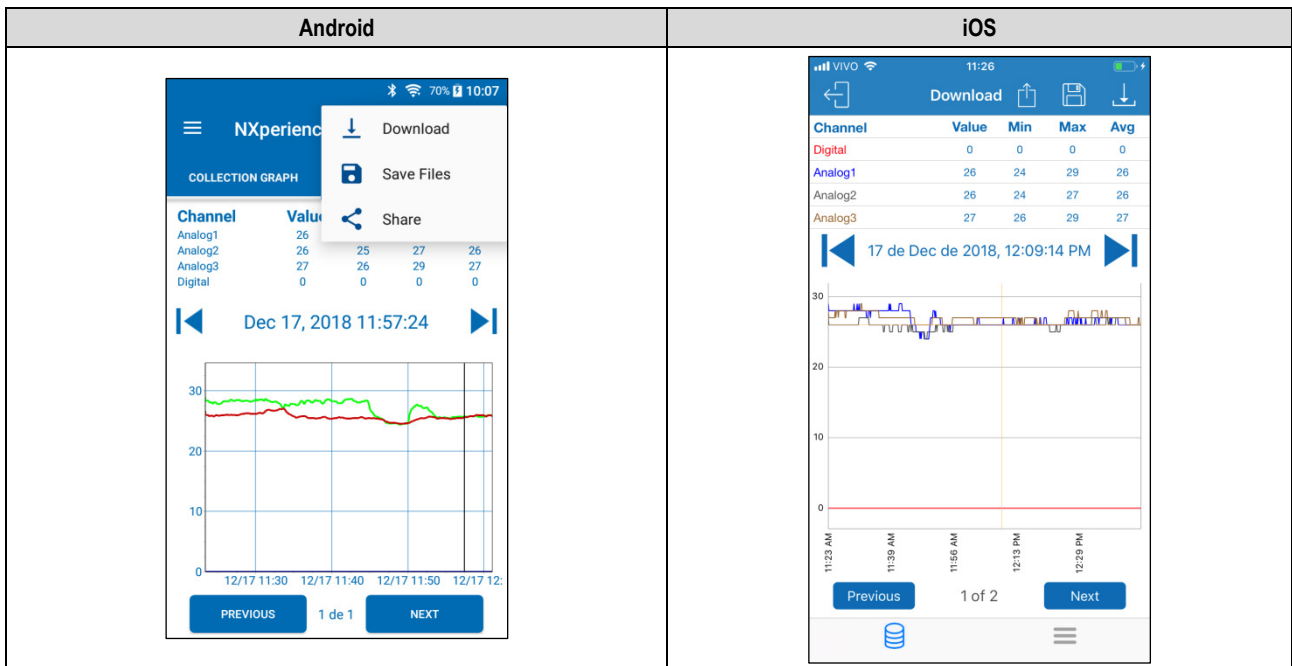 Android
iOS
70% 10:07
NXperienc
Download
Save Files
Share
COLLECTION GRAPH
Channel Valu
Analog1 26
Analog2 26 25 27 26
Analog3 27 26 29 27
Digital 0 0 0 0
Dec 17, 2018 11:57:24
30
20
10
0
12/17 11:30 12/17 11:40 12/17 11:50 12/17 12:
PREVIOUS 1 de 1 NEXT
VIVO 11:26
Download
Channel Value Min Max Avg
Digital 0 0 0 0
Analog1 26 24 29 26
Analog2 26 24 27 26
Analog3 27 26 29 27
17 de Dec de 2018, 12:09:14 PM
30
20
10
0
11:23 AM 11:39 AM 11:56 AM 12:13 PM 12:29 PM
Previous 1 of 2 Next